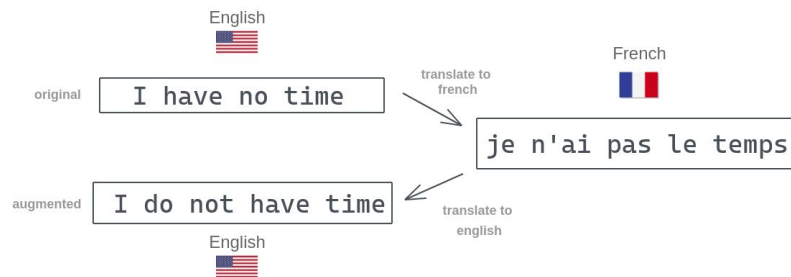 English
original
I have no time
translate to
french
French
je n'ai pas le temps
augmented
I do not have time
translate to
english
English